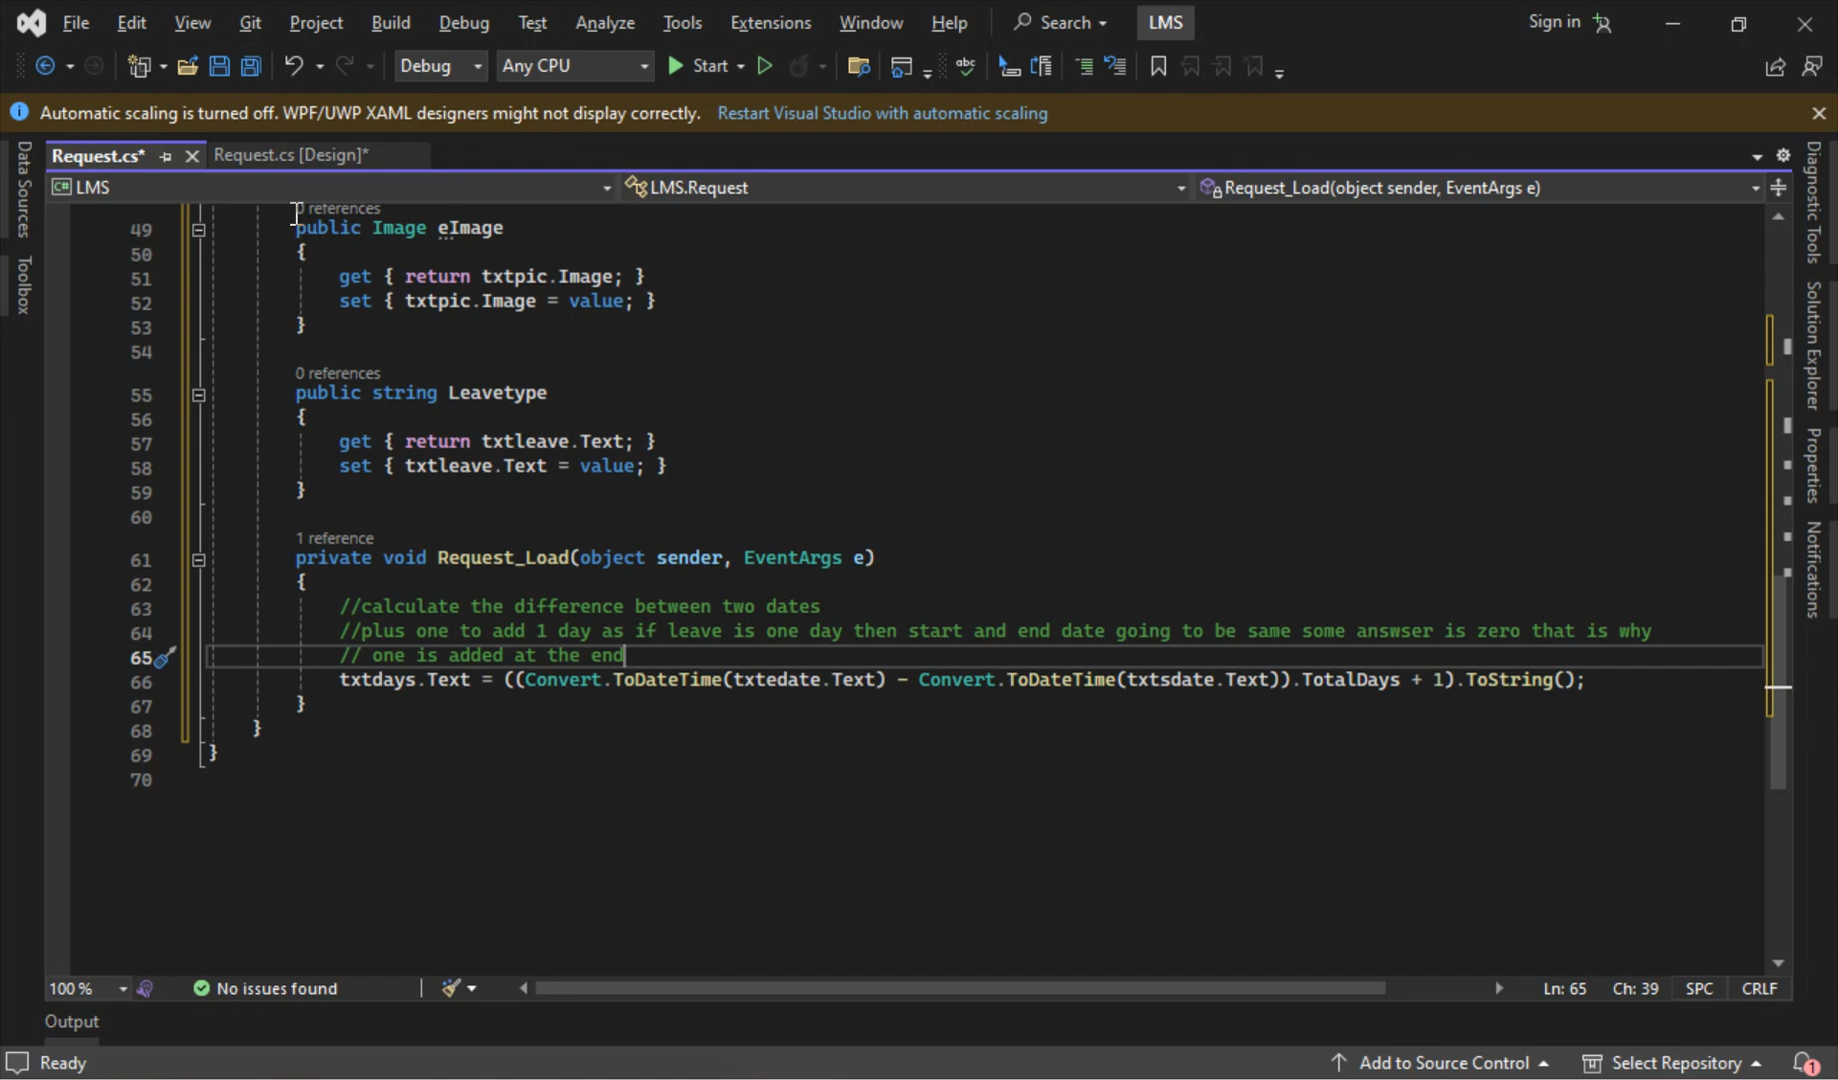 File Edit View Git Project Build Debug Test Analyze Tools Extensions Window Help Search LMS Sign in
Debug Any CPU Start abc
Automatic scaling is turned off. WPF/UWP XAML designers might not display correctly. Restart Visual Studio with automatic scaling
Data Sources
Toolbox
Request.cs* Request.cs [Design]*
C# LMS LMS.Request Request_Load(object sender, EventArgs e)
0 references
49 public Image eImage
50 {
51 get { return txtpic.Image; }
52 set { txtpic.Image = value; }
53 }
54
0 references
55 public string Leavetype
56 {
57 get { return txtleave.Text; }
58 set { txtleave.Text = value; }
59 }
60
1 reference
61 private void Request_Load(object sender, EventArgs e)
62 {
63 //calculate the difference between two dates
64 //plus one to add 1 day as if leave is one day then start and end date going to be same some answser is zero that is why
65 // one is added at the end
66 txtdays.Text = ((Convert.ToDateTime(txtedate.Text) - Convert.ToDateTime(txtsdate.Text)).TotalDays + 1).ToString();
67 }
68 }
69 }
70
Diagnostic Tools
Solution Explorer
Properties
Notifications
100 % No issues found Ln: 65 Ch: 39 SPC CRLF
Output
Ready Add to Source Control Select Repository 1